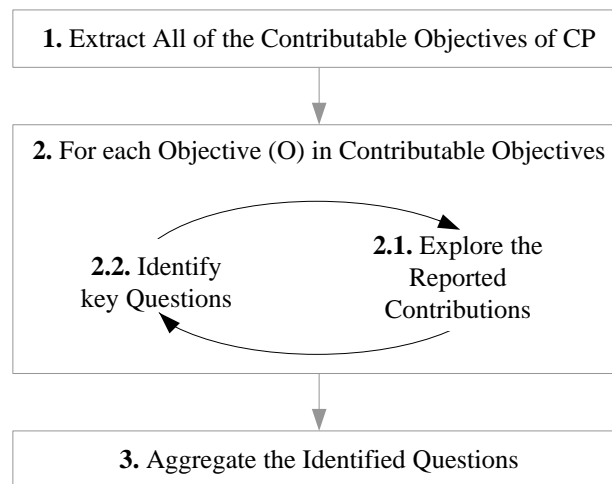 1. Extract All of the Contributable Objectives of CP
2. For each Objective (O) in Contributable Objectives
2.1. Explore the
Reported
Contributions
2.2. Identify
key Questions
3. Aggregate the Identified Questions